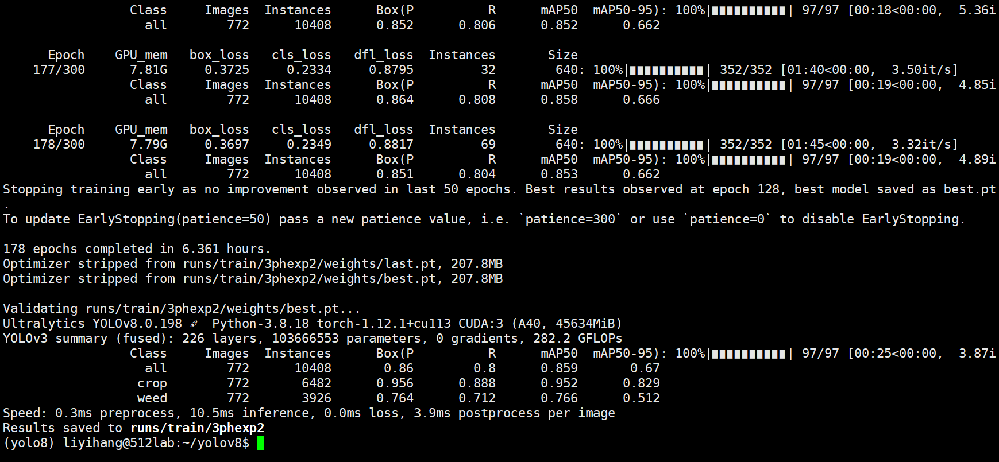 Class Images Instances Box(P R mAP50 mAP50-95): 100%|██████████| 97/97 [00:18<00:00, 5.36i
all 772 10408 0.852 0.806 0.852 0.662
Epoch GPU_mem box_loss cls_loss dfl_loss Instances Size
177/300 7.81G 0.3725 0.2334 0.8795 32 640: 100%|██████████| 352/352 [01:40<00:00, 3.50it/s]
Class Images Instances Box(P R mAP50 mAP50-95): 100%|██████████| 97/97 [00:19<00:00, 4.85i
all 772 10408 0.864 0.808 0.858 0.666
Epoch GPU_mem box_loss cls_loss dfl_loss Instances Size
178/300 7.79G 0.3697 0.2349 0.8817 69 640: 100%|██████████| 352/352 [01:45<00:00, 3.32it/s]
Class Images Instances Box(P R mAP50 mAP50-95): 100%|██████████| 97/97 [00:19<00:00, 4.89i
all 772 10408 0.851 0.804 0.853 0.662
Stopping training early as no improvement observed in last 50 epochs. Best results observed at epoch 128, best model saved as best.pt
.
To update EarlyStopping(patience=50) pass a new patience value, i.e. `patience=300` or use `patience=0` to disable EarlyStopping.
178 epochs completed in 6.361 hours.
Optimizer stripped from runs/train/3phexp2/weights/last.pt, 207.8MB
Optimizer stripped from runs/train/3phexp2/weights/best.pt, 207.8MB
Validating runs/train/3phexp2/weights/best.pt...
Ultralytics YOLOv8.0.198 🚀 Python-3.8.18 torch-1.12.1+cu113 CUDA:3 (A40, 45634MiB)
YOLOv3 summary (fused): 226 layers, 103666553 parameters, 0 gradients, 282.2 GFLOPs
Class Images Instances Box(P R mAP50 mAP50-95): 100%|██████████| 97/97 [00:25<00:00, 3.87i
all 772 10408 0.86 0.8 0.859 0.67
crop 772 6482 0.956 0.888 0.952 0.829
weed 772 3926 0.764 0.712 0.766 0.512
Speed: 0.3ms preprocess, 10.5ms inference, 0.0ms loss, 3.9ms postprocess per image
Results saved to runs/train/3phexp2
(yolo8) liyihang@512lab:~/yolov8$